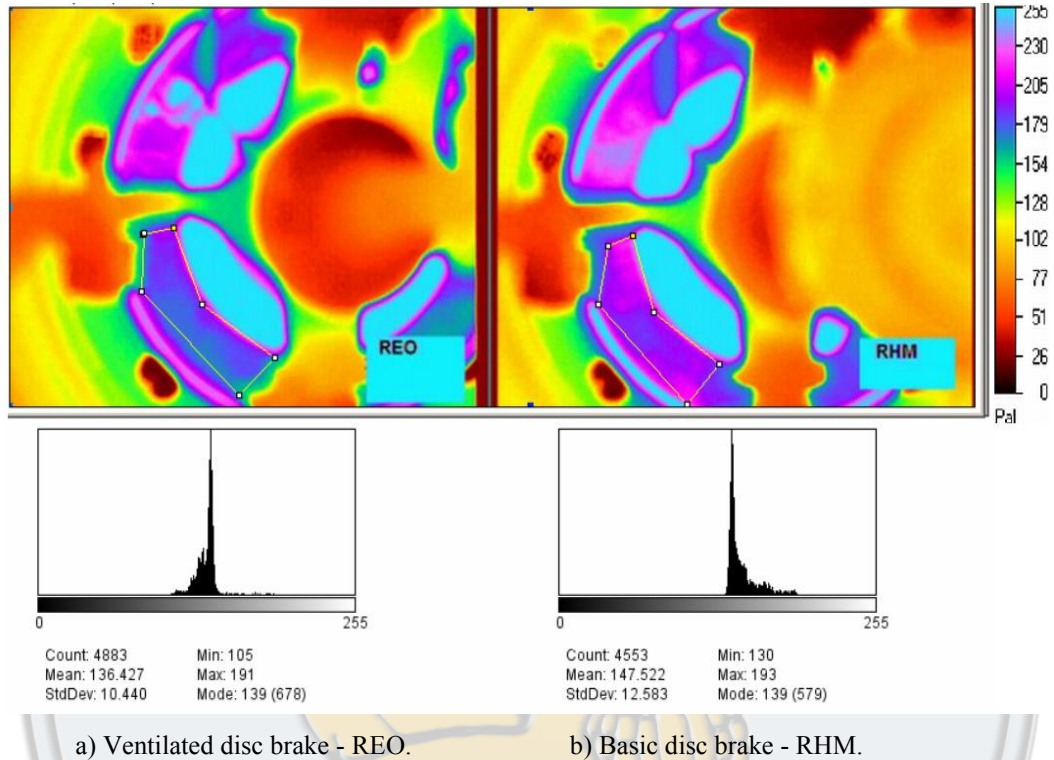 255
230
205
179
154
128
102
77
51
26
0
Pal
REO
RHM
0 255
Count: 4883 Min: 105
Mean: 136.427 Max: 191
StdDev: 10.440 Mode: 139 (678)
0 255
Count: 4553 Min: 130
Mean: 147.522 Max: 193
StdDev: 12.583 Mode: 139 (579)
a) Ventilated disc brake - REO. b) Basic disc brake - RHM.